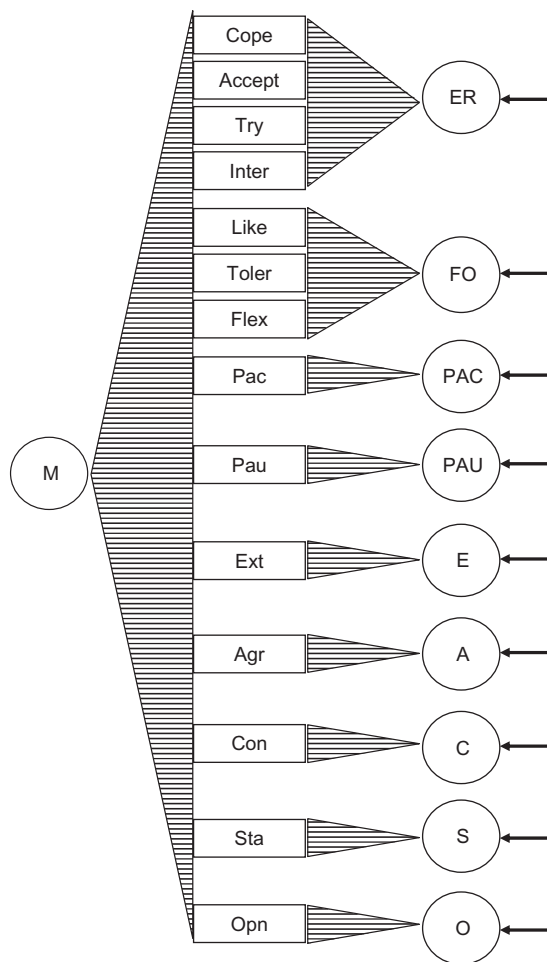 Cope
Accept
ER
Try
Inter
Like
Toler
FO
Flex
Pac
PAC
M
Pau
PAU
Ext
E
Agr
A
Con
C
Sta
S
Opn
O